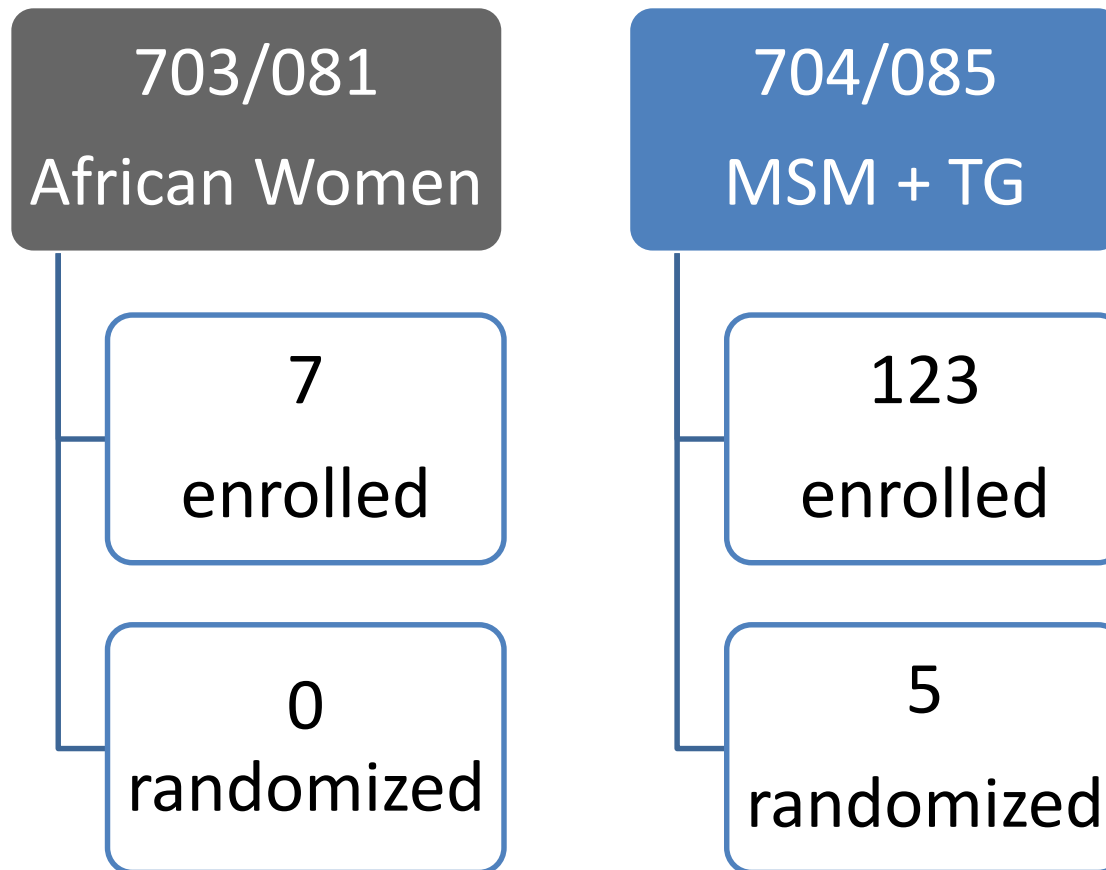 703/081
African Women
7
enrolled
0
randomized
704/085
MSM + TG
123
enrolled
5
randomized